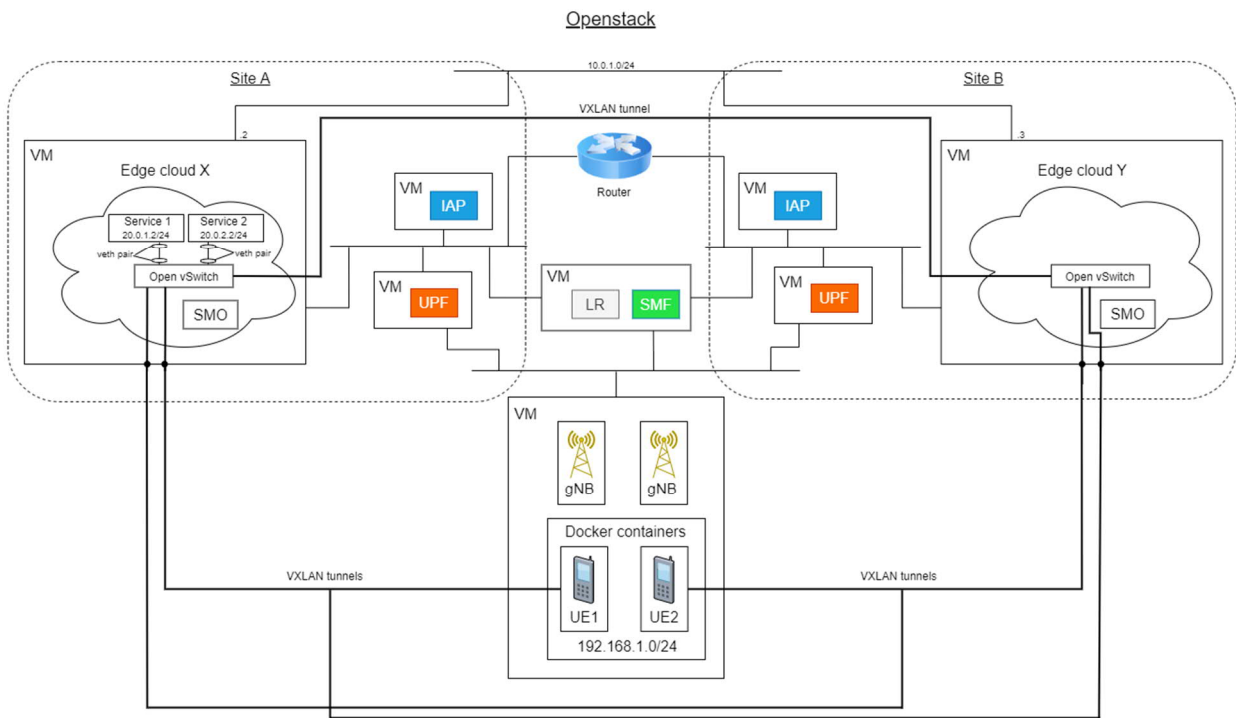 Openstack
10.0.1.0/24
Site A
Site B
VXLAN tunnel
.2
.3
VM
Edge cloud X
Service 1
20.0.1.2/24
Service 2
20.0.2.2/24
veth pair
veth pair
Open vSwitch
SMO
VM
IAP
VM
UPF
Router
VM
LR
SMF
VM
IAP
VM
UPF
VM
Edge cloud Y
Open vSwitch
SMO
VM
gNB
gNB
Docker containers
UE1
UE2
192.168.1.0/24
VXLAN tunnels
VXLAN tunnels